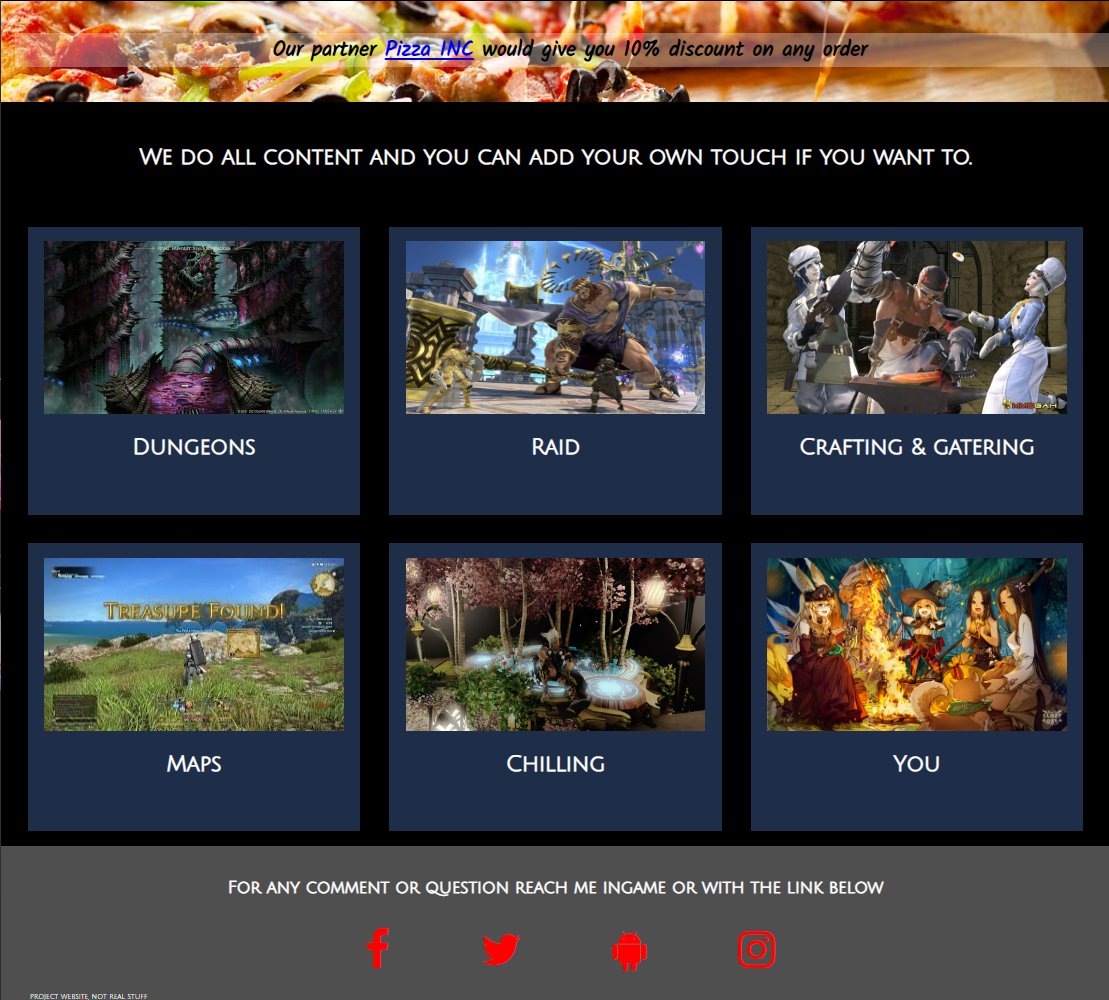 Our partner Pizza INC would give you 10% discount on any order
We do all content and you can add your own touch if you want to.
Dungeons
Raid
Crafting & gatering
MMOGAH
Treasure Found!
Maps
Chilling
You
For any comment or question reach me ingame or with the link below
project website, not real stuff